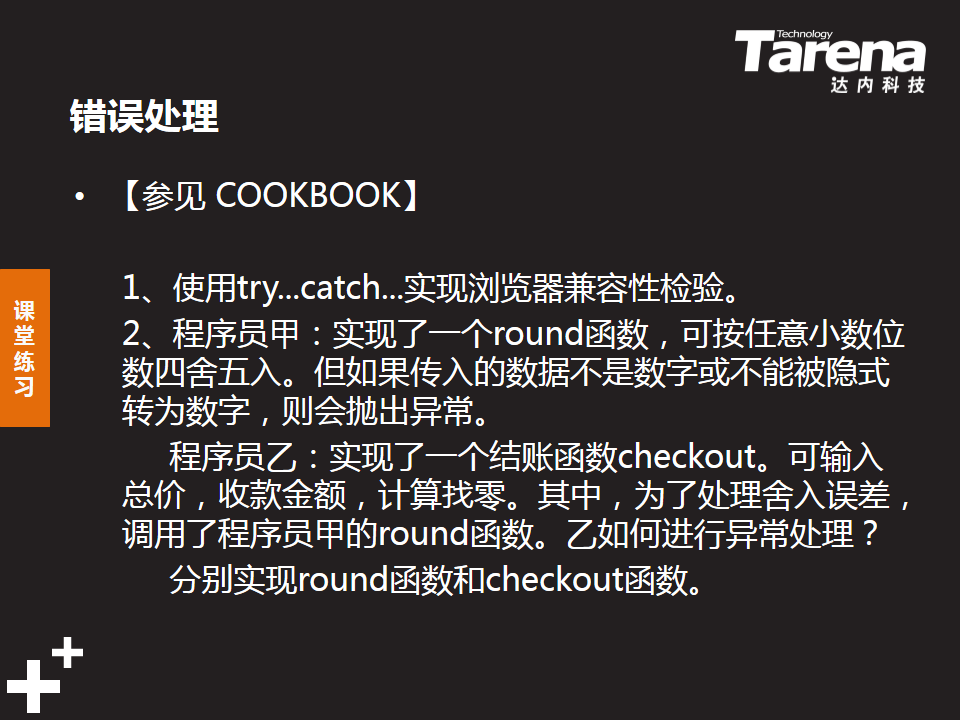 Technology
Tarena
达内科技
错误处理
• 【参见 COOKBOOK】
课堂练习
1、使用try...catch...实现浏览器兼容性检验。
2、程序员甲：实现了一个round函数，可按任意小数位
数四舍五入。但如果传入的数据不是数字或不能被隐式
转为数字，则会抛出异常。
程序员乙：实现了一个结账函数checkout。可输入
总价，收款金额，计算找零。其中，为了处理舍入误差，
调用了程序员甲的round函数。乙如何进行异常处理？
分别实现round函数和checkout函数。